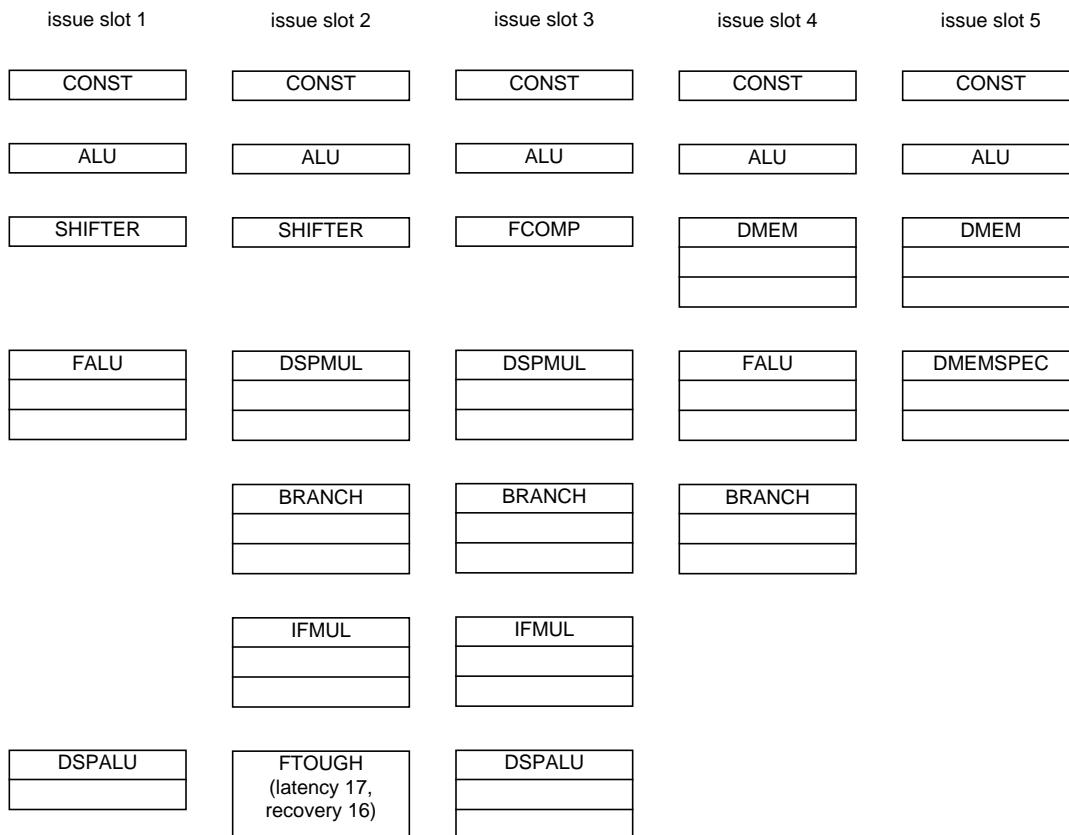 issue slot 1 issue slot 2 issue slot 3 issue slot 4 issue slot 5
CONST CONST CONST CONST CONST
ALU ALU ALU ALU ALU
SHIFTER SHIFTER FCOMP DMEM DMEM
FALU DSPMUL DSPMUL FALU DMEMSPEC
BRANCH BRANCH BRANCH
IFMUL IFMUL
DSPALU FTOUGH DSPALU
(latency 17,
recovery 16)